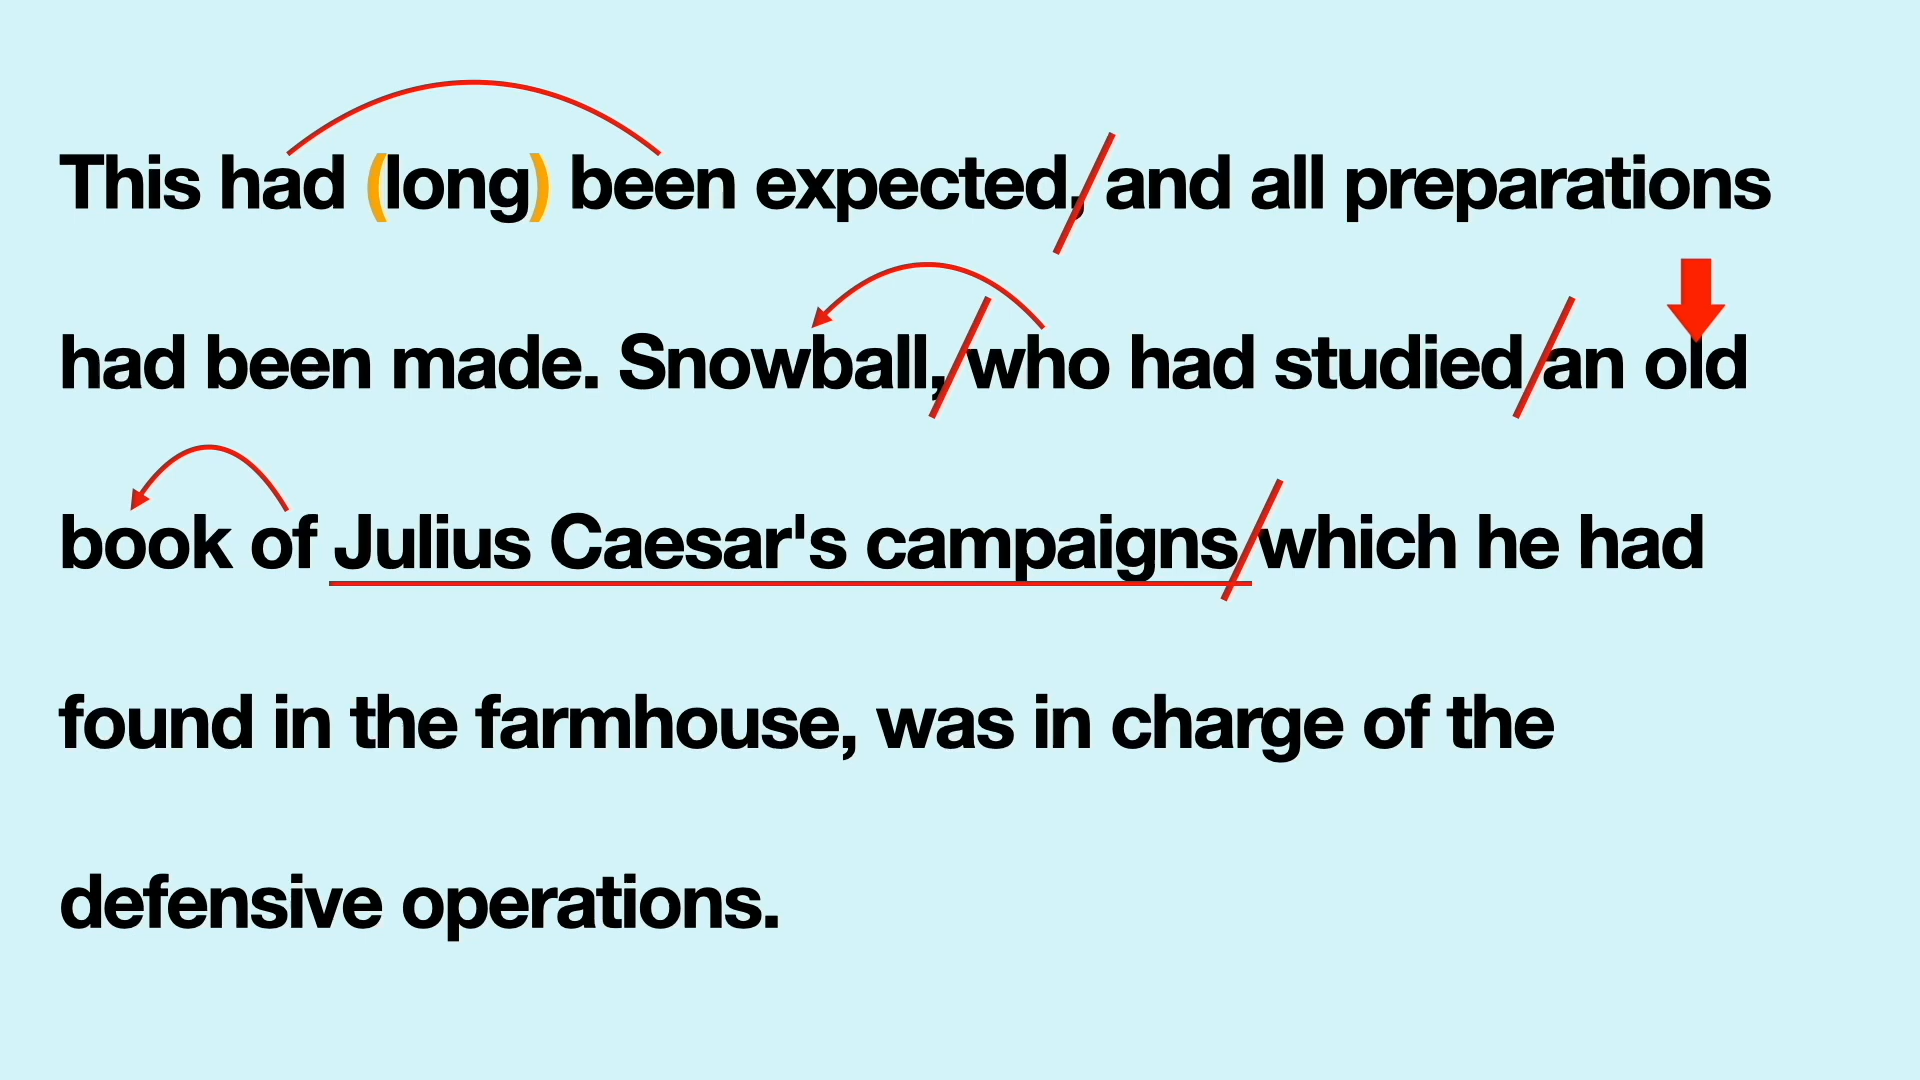 This had (long) been expected, and all preparations
had been made. Snowball, who had studied an old
book of Julius Caesar's campaigns which he had
found in the farmhouse, was in charge of the
defensive operations.